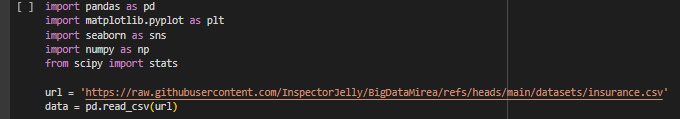 [ ] import pandas as pd
import matplotlib.pyplot as plt
import seaborn as sns
import numpy as np
from scipy import stats
url = 'https://raw.githubusercontent.com/InspectorJelly/BigDataMirea/refs/heads/main/datasets/insurance.csv'
data = pd.read_csv(url)